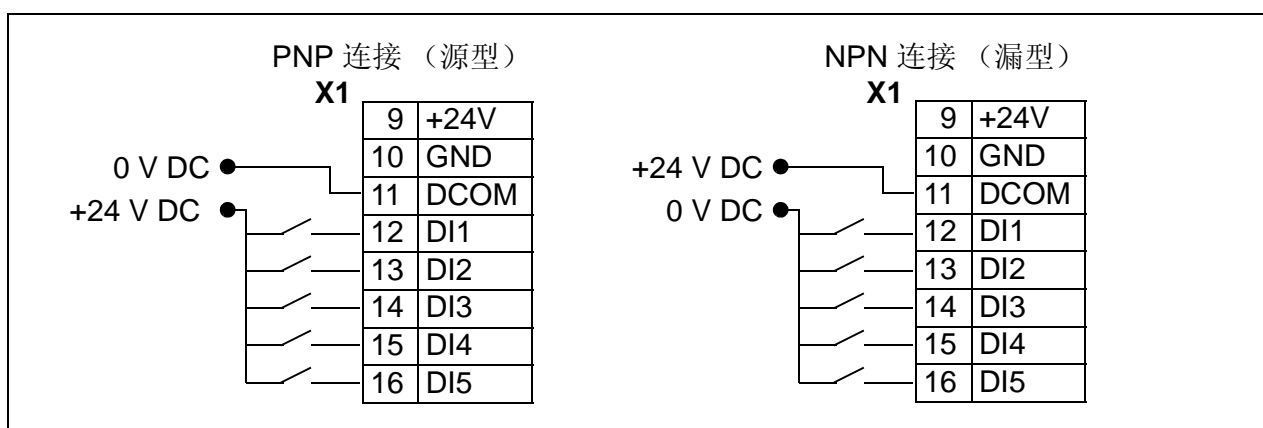 PNP 连接 （源型）
X1
9 +24V
10 GND
11 DCOM
12 DI1
13 DI2
14 DI3
15 DI4
16 DI5
0 V DC
+24 V DC
NPN 连接 （漏型）
X1
9 +24V
10 GND
11 DCOM
12 DI1
13 DI2
14 DI3
15 DI4
16 DI5
+24 V DC
0 V DC